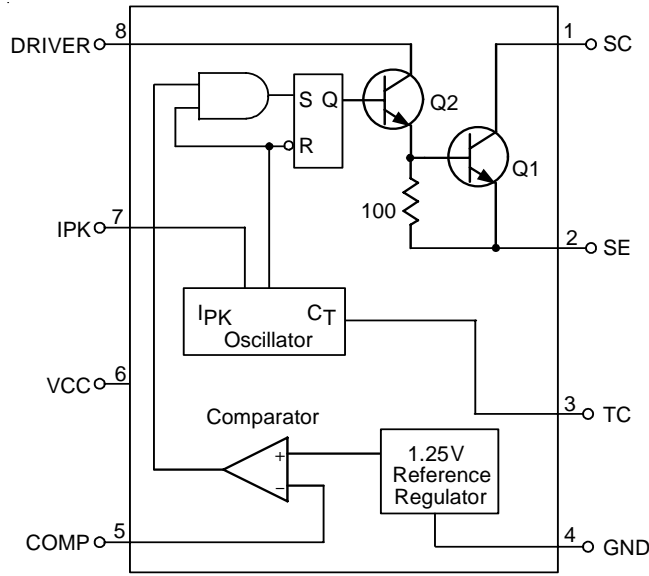 DRIVER 8
1 SC
S Q
Q2
R
Q1
100
IPK 7
2 SE
IPK CT
Oscillator
VCC 6
3 TC
Comparator
+
−
1.25V
Reference
Regulator
COMP 5
4 GND